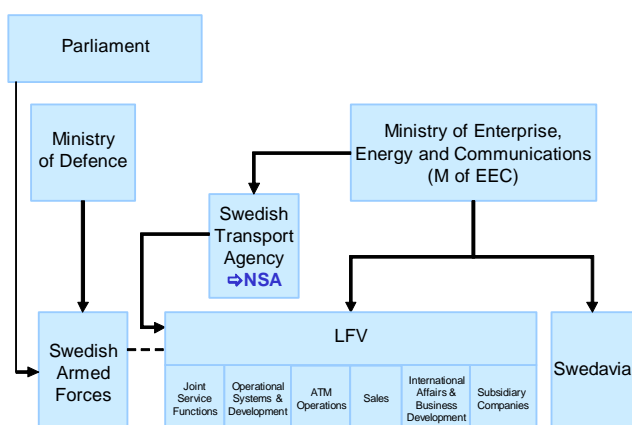 Parliament
Ministry
of Defence
Ministry of Enterprise,
Energy and Communications
(M of EEC)
Swedish
Transport
Agency
⇨NSA
Swedish
Armed
Forces
LFV
Joint
Service
Functions
Operational
Systems &
Development
ATM
Operations
Sales
International
Affairs &
Business
Development
Subsidiary
Companies
Swedavia